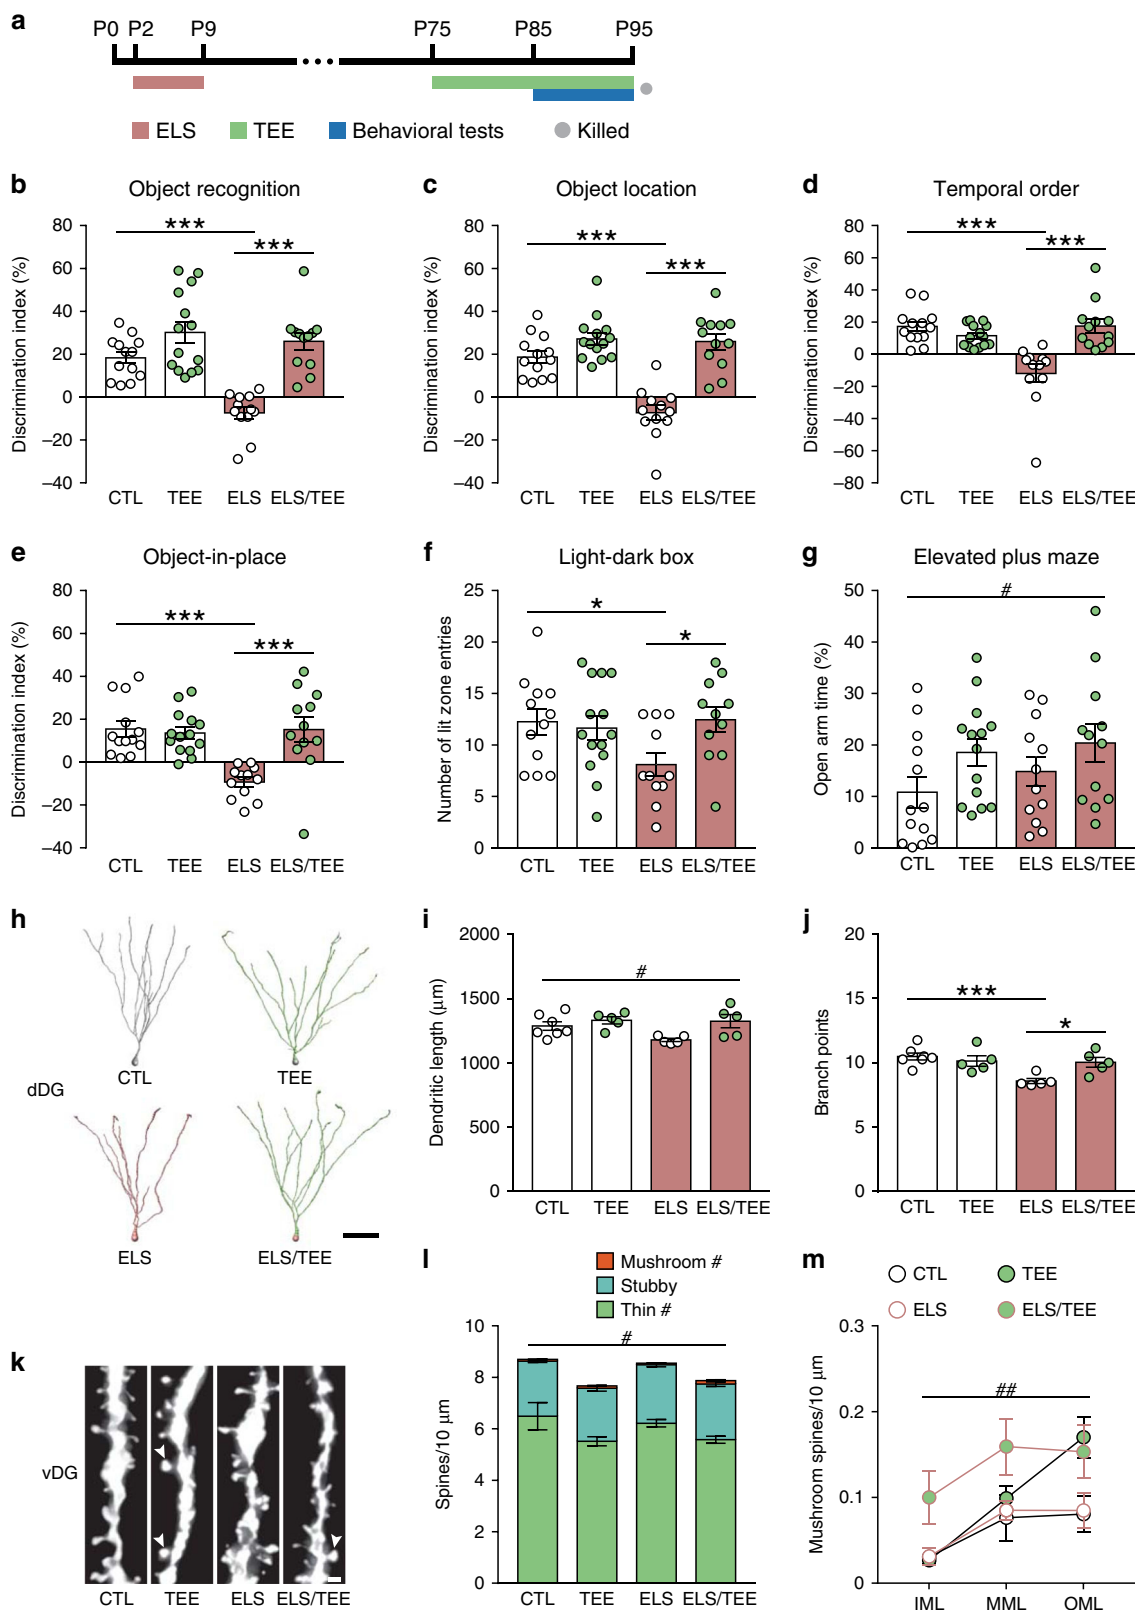 a
P0 P2 P9 P75 P85 P95
ELS TEE Behavioral tests Killed
b Object recognition
Discrimination index (%)
80
60
40
20
0
–20
–40
*** ***
CTL TEE ELS ELS/TEE
c Object location
Discrimination index (%)
80
60
40
20
0
–20
–40
*** ***
CTL TEE ELS ELS/TEE
d Temporal order
Discrimination index (%)
80
60
40
20
0
–20
–40
–60
–80
*** ***
CTL TEE ELS ELS/TEE
e Object-in-place
Discrimination index (%)
80
60
40
20
0
–20
–40
*** ***
CTL TEE ELS ELS/TEE
f Light-dark box
Number of lit zone entries
25
20
15
10
5
0
* *
CTL TEE ELS ELS/TEE
g Elevated plus maze
Open arm time (%)
50
40
30
20
10
0
#
CTL TEE ELS ELS/TEE
h
dDG
CTL TEE
ELS ELS/TEE
i
Dendritic length (μm)
2000
1500
1000
500
0
#
CTL TEE ELS ELS/TEE
j
Branch points
20
15
10
5
0
*** *
CTL TEE ELS ELS/TEE
k
vDG
CTL TEE ELS ELS/TEE
l
Mushroom #
Stubby
Thin #
Spines/10 μm
10
8
6
4
2
0
#
CTL TEE ELS ELS/TEE
m
CTL TEE
ELS ELS/TEE
Mushroom spines/10 μm
0.3
0.2
0.1
0
##
IML MML OML